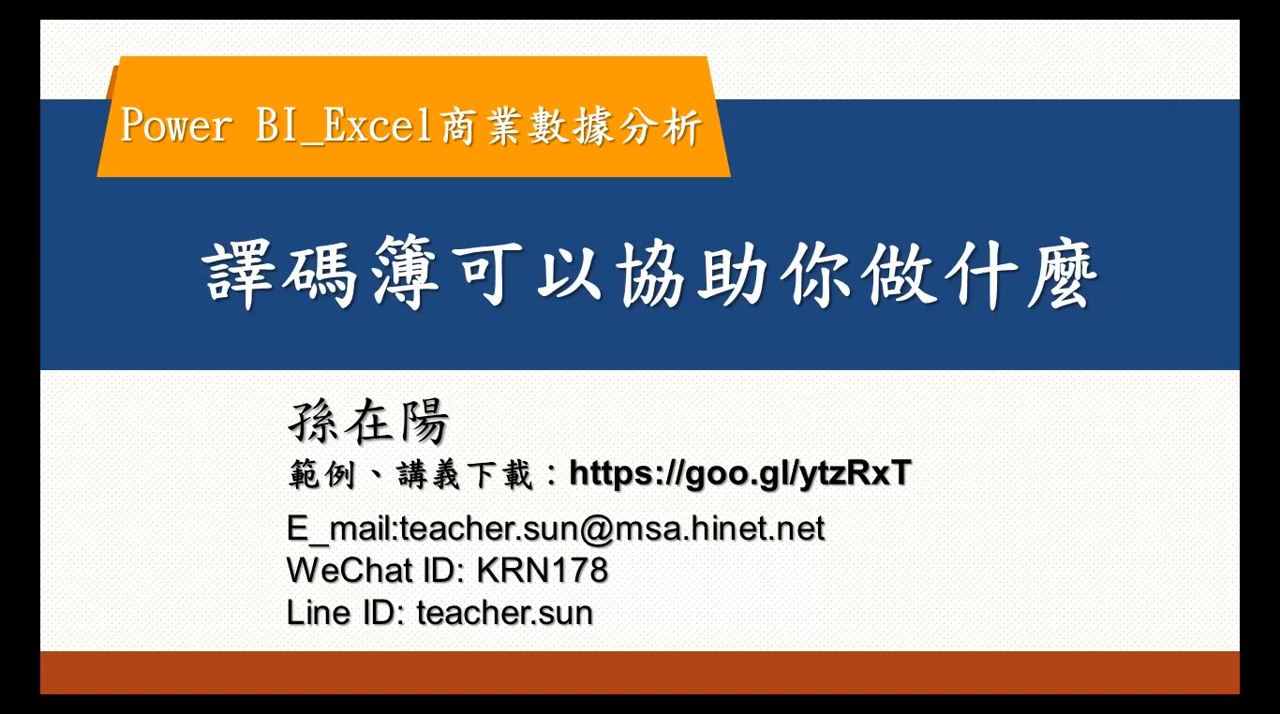 Power BI_Excel商業數據分析
譯碼簿可以協助你做什麼
孫在陽
範例、講義下載：https://goo.gl/ytzRxT
E_mail:teacher.sun@msa.hinet.net
WeChat ID: KRN178
Line ID: teacher.sun